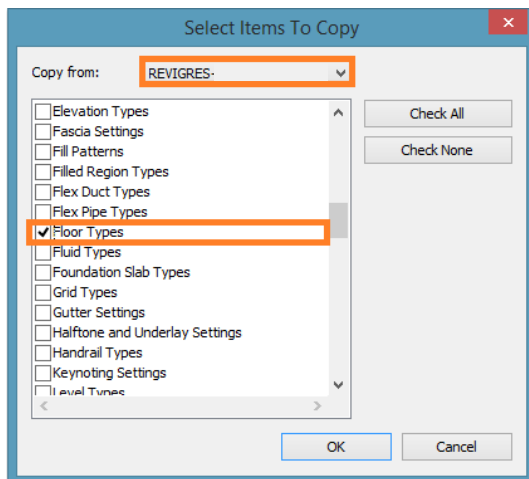 Select Items To Copy
Copy from: REVIGRES-
Elevation Types
Fascia Settings
Fill Patterns
Filled Region Types
Flex Duct Types
Flex Pipe Types
Floor Types
Fluid Types
Foundation Slab Types
Grid Types
Gutter Settings
Halftone and Underlay Settings
Handrail Types
Keynoting Settings
Level Types
Check All
Check None
OK Cancel